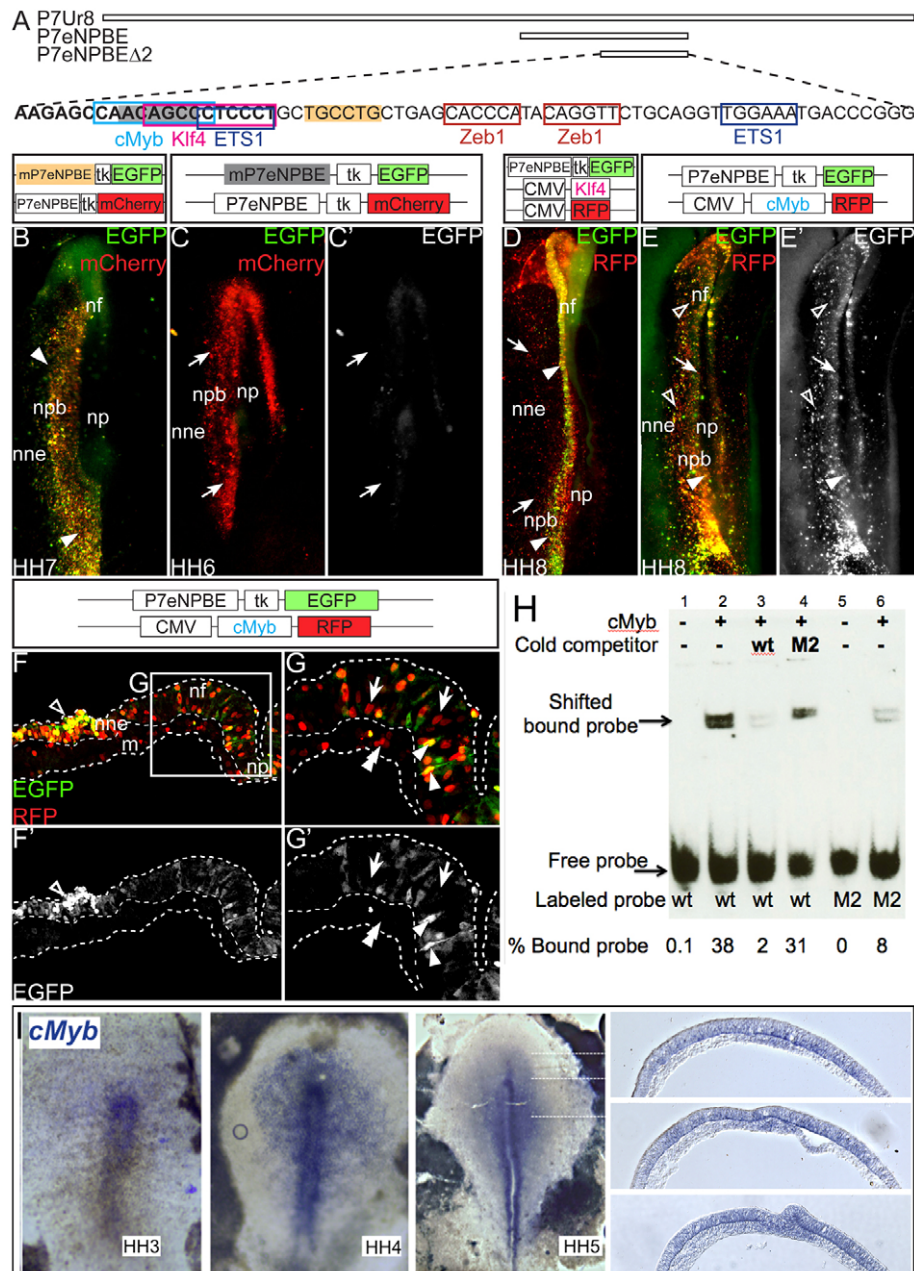 A
P7Ur8
P7eNPBE
P7eNPBEΔ2
AAGAGCCAACAGCCCCTCCCTGCTGCCTGCTGAGCACCCATACAGGTTCTGCAGGTTGGAAATGACCCGGG
cMyb Klf4 ETS1 Zeb1 Zeb1 ETS1
mP7eNPBE tk EGFP
P7eNPBE tk mCherry
mP7eNPBE tk EGFP
P7eNPBE tk mCherry
P7eNPBE tk EGFP
CMV Klf4
CMV RFP
P7eNPBE tk EGFP
CMV cMyb RFP
B EGFP
mCherry
nf
npb
np
nne
HH7
C EGFP
mCherry
npb
np
nne
HH6
C' EGFP
D EGFP
RFP
nf
nne
np
npb
HH8
E EGFP
RFP
nf
nne
np
npb
HH8
E' EGFP
P7eNPBE tk EGFP
CMV cMyb RFP
F
G
nf
nne
m
np
EGFP
RFP
G
F'
EGFP
G'
H
1 2 3 4 5 6
cMyb - + + + - +
Cold competitor - - wt M2 - -
Shifted
bound probe
Free probe
Labeled probe wt wt wt wt M2 M2
% Bound probe 0.1 38 2 31 0 8
I
cMyb
HH3
HH4
HH5